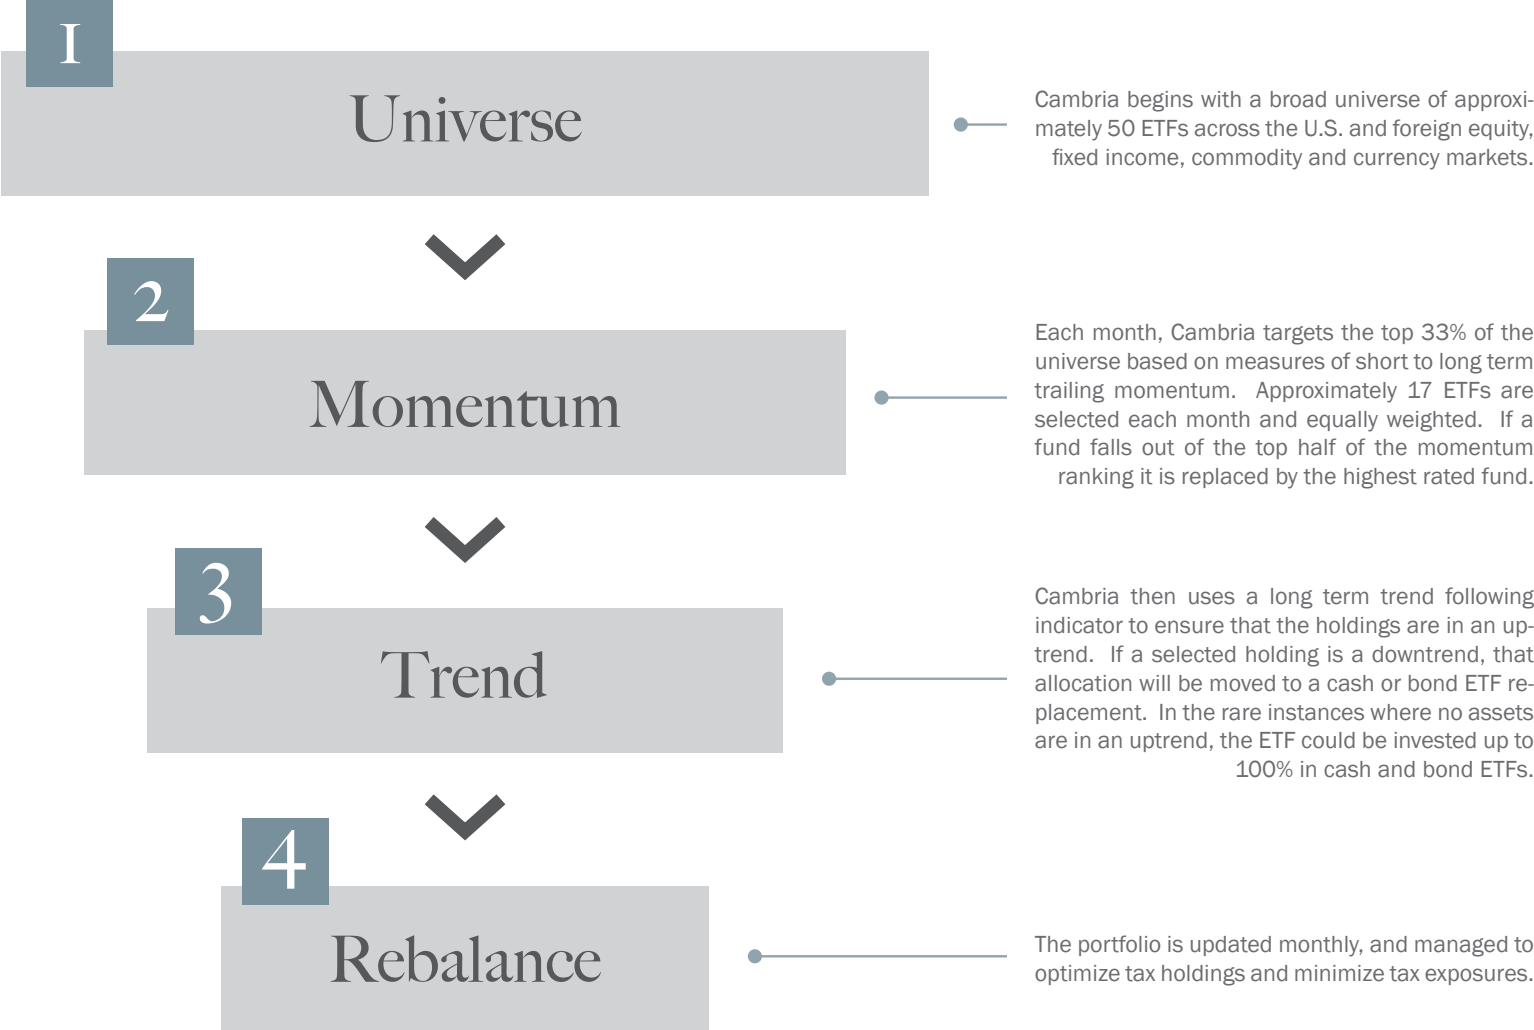 1
Universe
Cambria begins with a broad universe of approxi-
mately 50 ETFs across the U.S. and foreign equity,
fixed income, commodity and currency markets.
2
Momentum
Each month, Cambria targets the top 33% of the
universe based on measures of short to long term
trailing momentum. Approximately 17 ETFs are
selected each month and equally weighted. If a
fund falls out of the top half of the momentum
ranking it is replaced by the highest rated fund.
3
Trend
Cambria then uses a long term trend following
indicator to ensure that the holdings are in an up-
trend. If a selected holding is a downtrend, that
allocation will be moved to a cash or bond ETF re-
placement. In the rare instances where no assets
are in an uptrend, the ETF could be invested up to
100% in cash and bond ETFs.
4
Rebalance
The portfolio is updated monthly, and managed to
optimize tax holdings and minimize tax exposures.